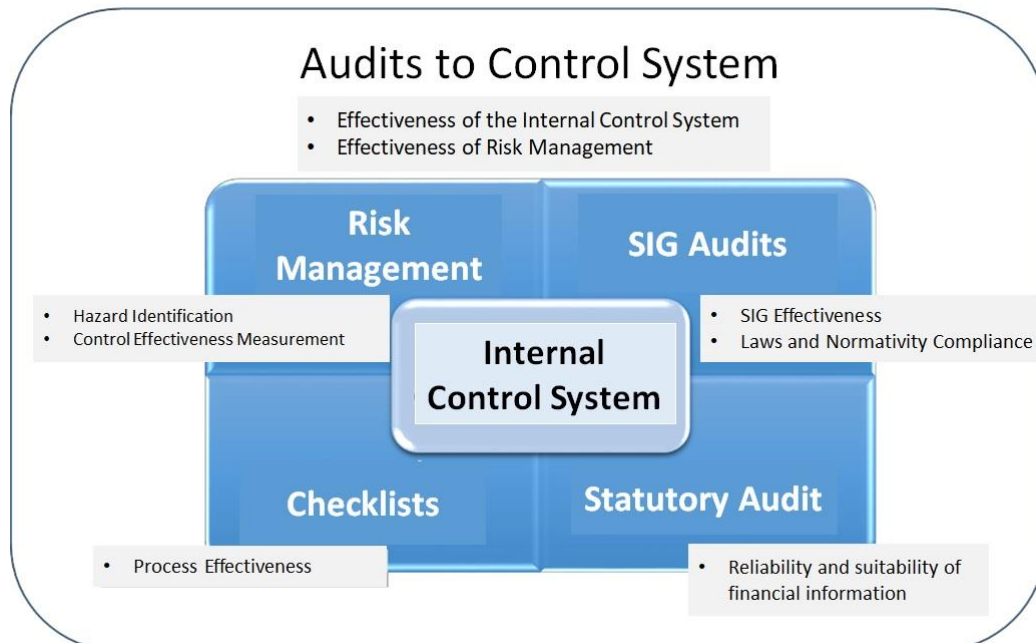 Audits to Control System
• Effectiveness of the Internal Control System
• Effectiveness of Risk Management
Risk
Management
SIG Audits
• Hazard Identification
• Control Effectiveness Measurement
• SIG Effectiveness
• Laws and Normativity Compliance
Internal
Control System
Checklists
Statutory Audit
• Process Effectiveness
• Reliability and suitability of
financial information